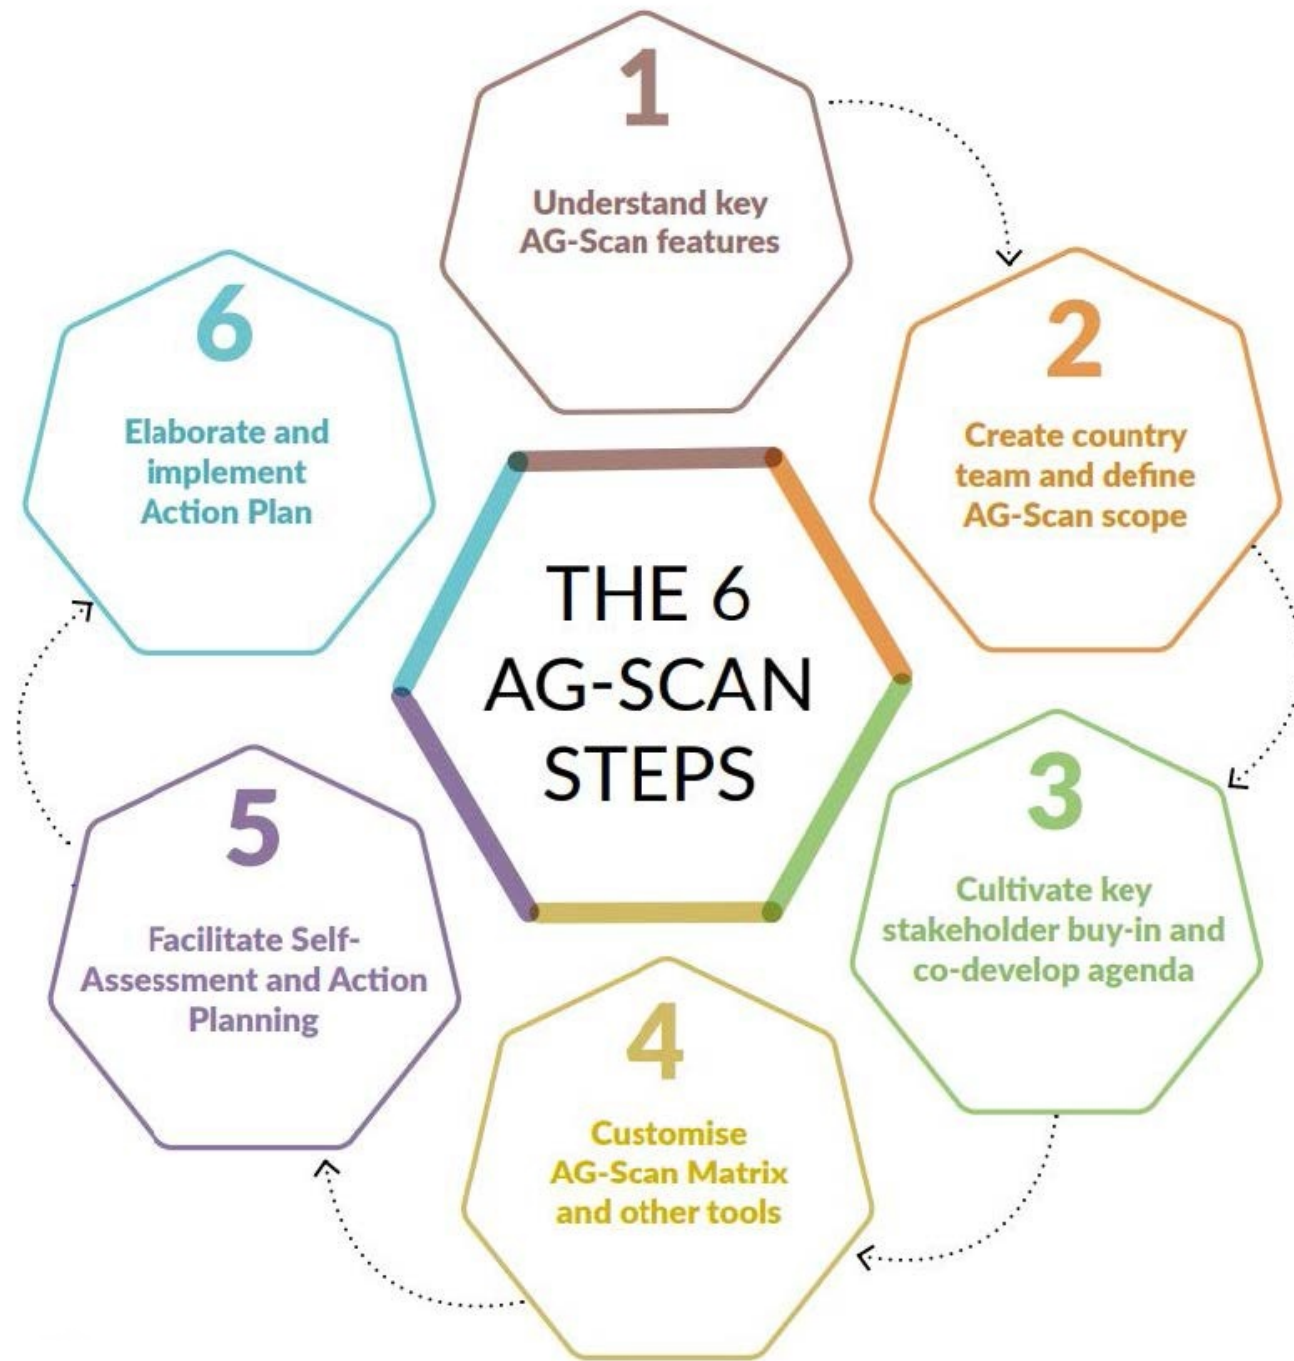 1
Understand key
AG-Scan features
2
Create country
team and define
AG-Scan scope
3
Cultivate key
stakeholder buy-in and
co-develop agenda
4
Customise
AG-Scan Matrix
and other tools
5
Facilitate Self-
Assessment and Action
Planning
6
Elaborate and
implement
Action Plan
THE 6
AG-SCAN
STEPS